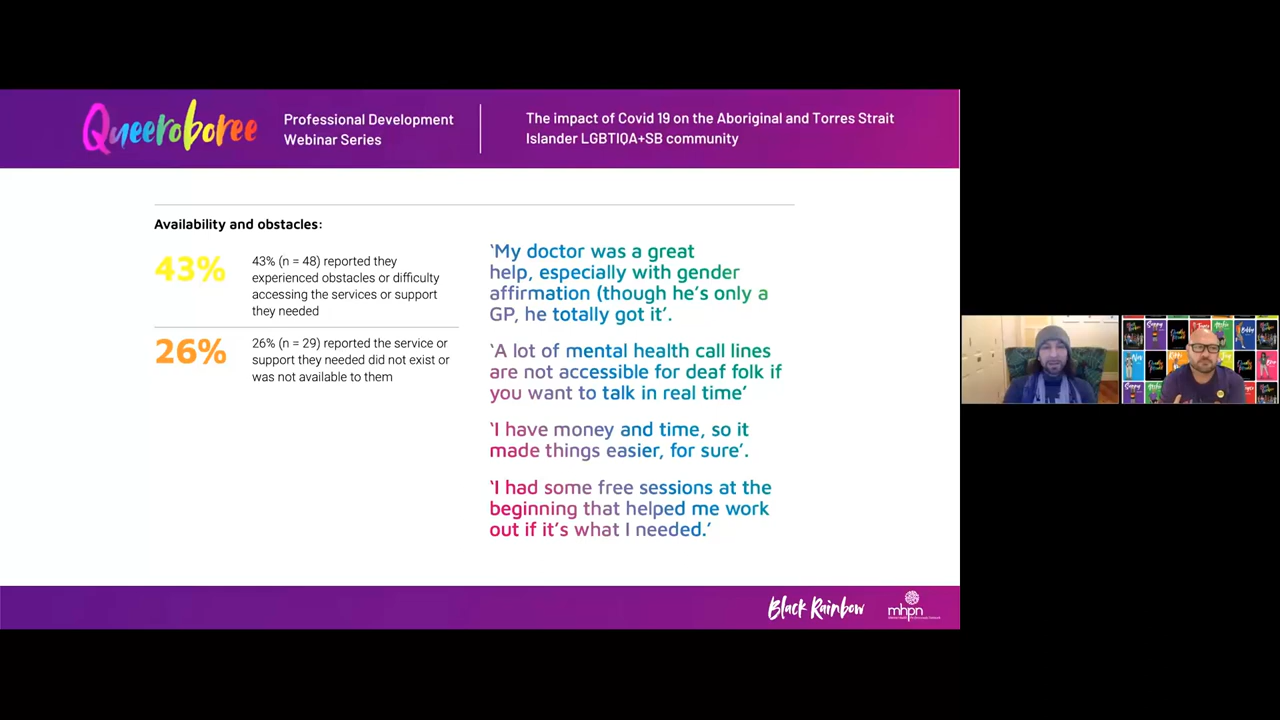 Queeroboree
Professional Development
Webinar Series
The impact of Covid 19 on the Aboriginal and Torres Strait
Islander LGBTIQA+SB community
Availability and obstacles:
43%
43% (n = 48) reported they
experienced obstacles or difficulty
accessing the services or support
they needed
26%
26% (n = 29) reported the service or
support they needed did not exist or
was not available to them
‘My doctor was a great
help, especially with gender
affirmation (though he’s only a
GP, he totally got it’.
‘A lot of mental health call lines
are not accessible for deaf folk if
you want to talk in real time’
‘I have money and time, so it
made things easier, for sure’.
‘I had some free sessions at the
beginning that helped me work
out if it’s what I needed.’
Black Rainbow
mhpn